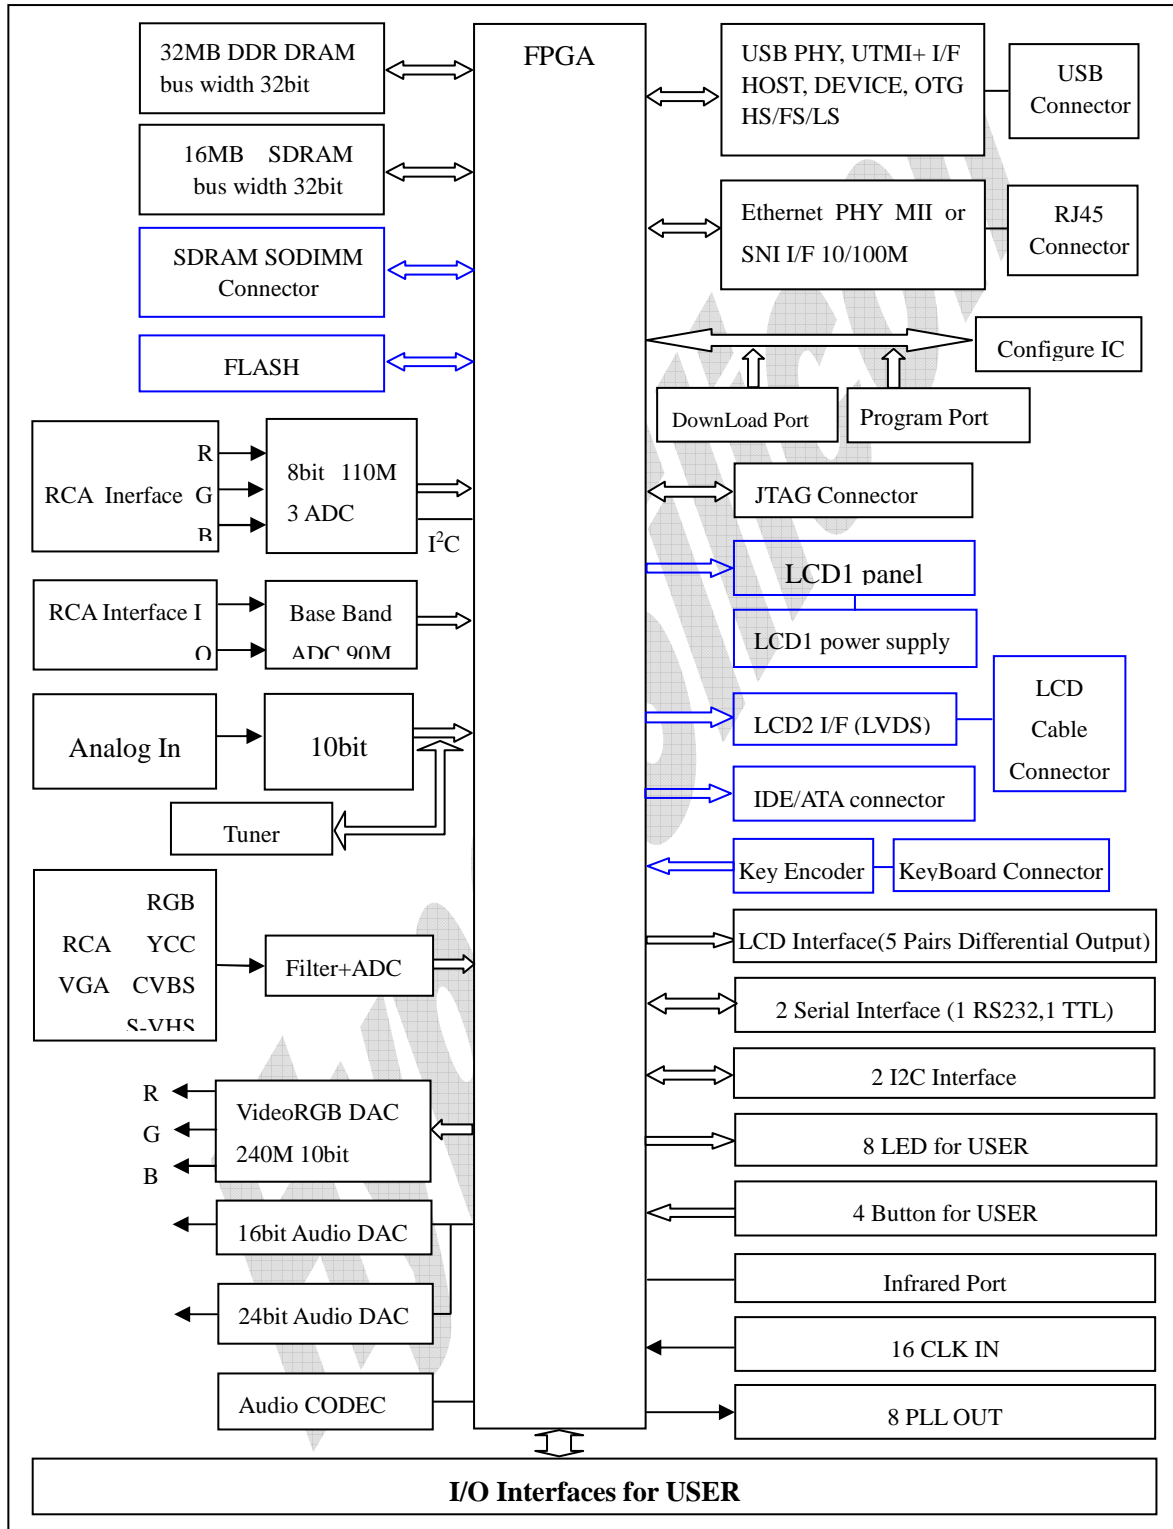 32MB DDR DRAM
bus width 32bit
16MB SDRAM
bus width 32bit
SDRAM SODIMM
Connector
FLASH
R
RCA Inerface G
B
8bit 110M
3 ADC
I²C
RCA Interface I
Q
Base Band
ADC 90M
Analog In
10bit
Tuner
RGB
RCA YCC
VGA CVBS
S-VHS
Filter+ADC
R
G
B
VideoRGB DAC
240M 10bit
16bit Audio DAC
24bit Audio DAC
Audio CODEC
FPGA
USB PHY, UTMI+ I/F
HOST, DEVICE, OTG
HS/FS/LS
USB
Connector
Ethernet PHY MII or
SNI I/F 10/100M
RJ45
Connector
Configure IC
DownLoad Port
Program Port
JTAG Connector
LCD1 panel
LCD1 power supply
LCD2 I/F (LVDS)
LCD
Cable
Connector
IDE/ATA connector
Key Encoder
KeyBoard Connector
LCD Interface(5 Pairs Differential Output)
2 Serial Interface (1 RS232,1 TTL)
2 I2C Interface
8 LED for USER
4 Button for USER
Infrared Port
16 CLK IN
8 PLL OUT
I/O Interfaces for USER